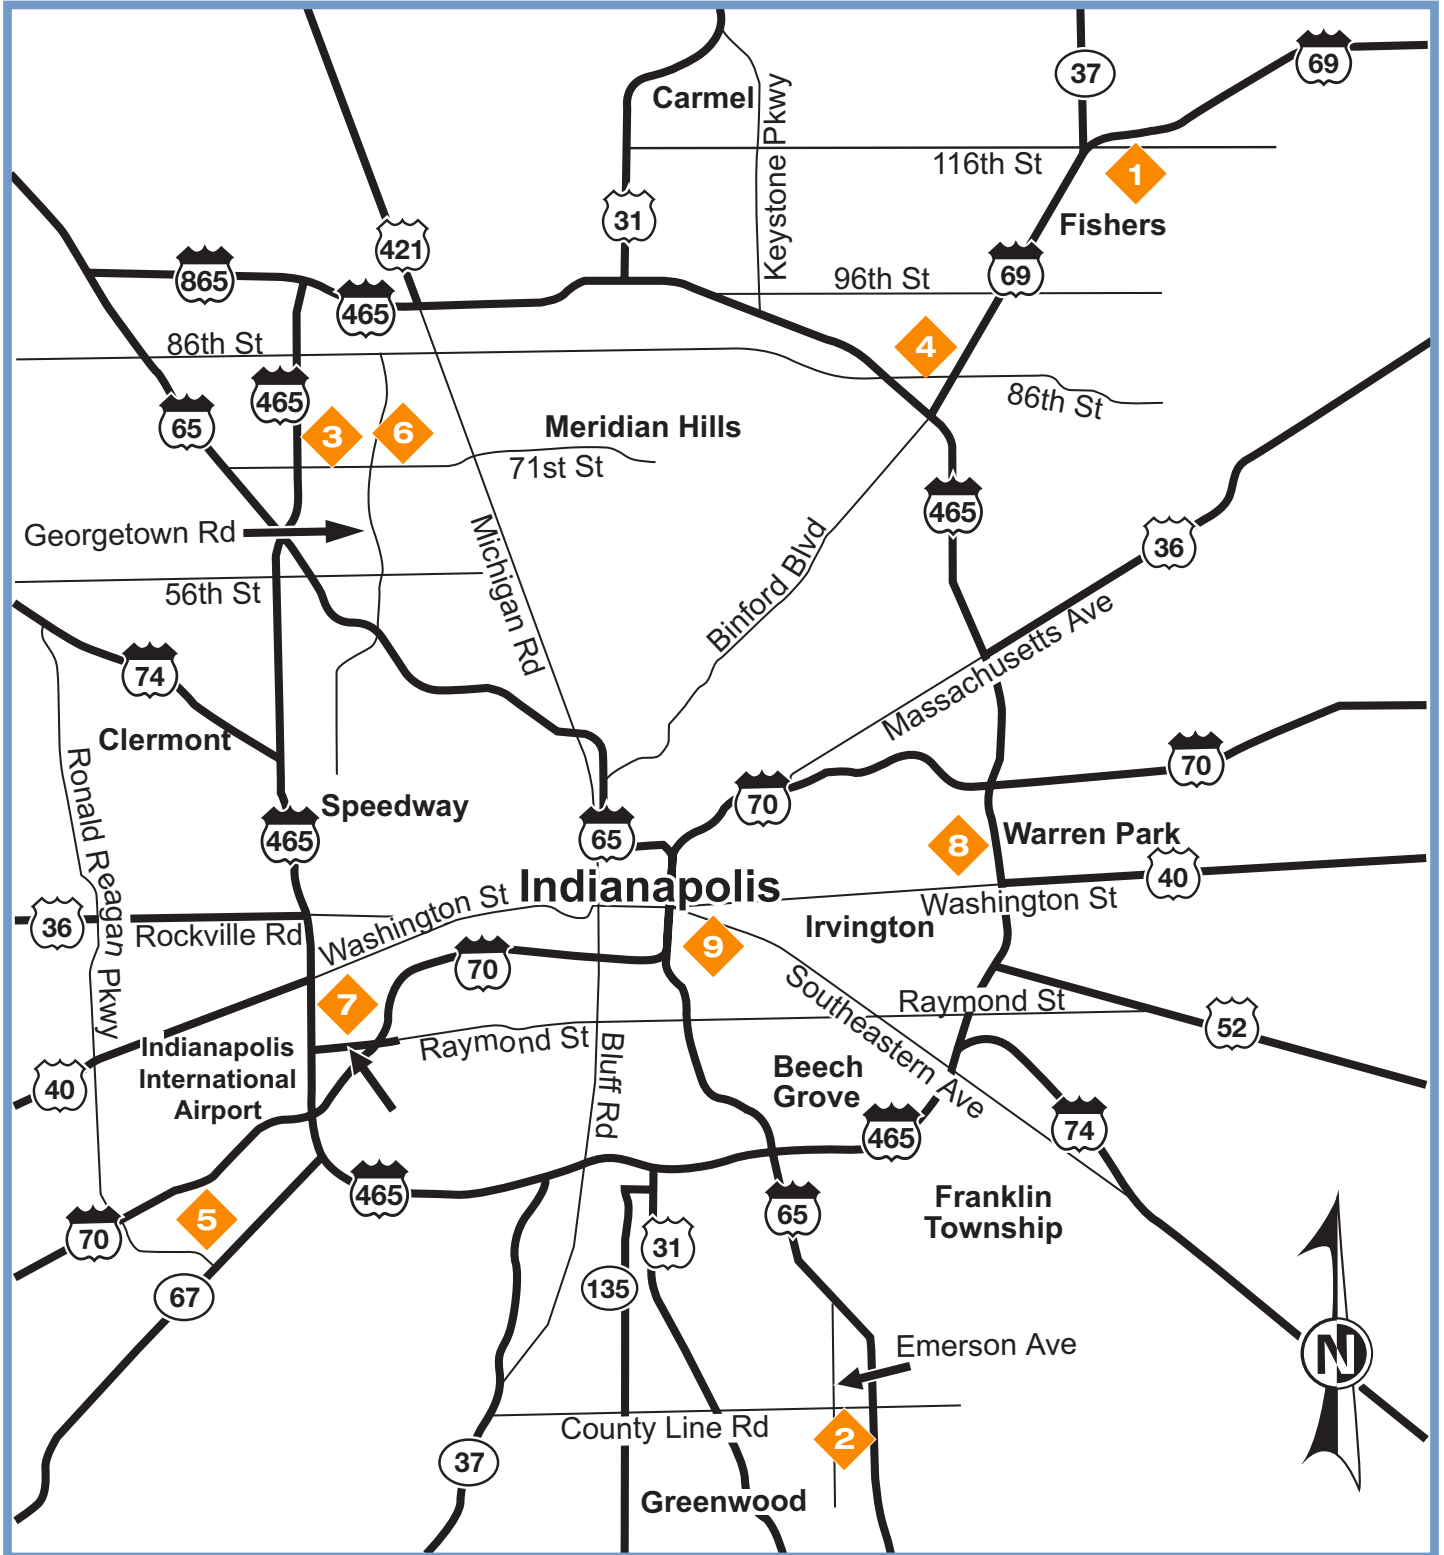 69
37
Carmel
Keystone Pkwy
116th St
1
31
Fishers
421
865
96th St
69
465
86th St
4
465
86th St
65
3
6
Meridian Hills
71st St
465
Georgetown Rd
36
Michigan Rd
Binford Blvd
56th St
Massachusetts Ave
74
Clermont
70
Ronald Reagan Pkwy
70
Speedway
465
65
8
Warren Park
40
Indianapolis
Washington St
Washington St
36
Rockville Rd
Irvington
9
70
7
Southeastern Ave
Raymond St
52
Raymond St
Bluff Rd
Indianapolis
International
Airport
40
Beech
Grove
465
74
465
Franklin
Township
65
5
70
31
135
67
Emerson Ave
N
County Line Rd
2
37
Greenwood